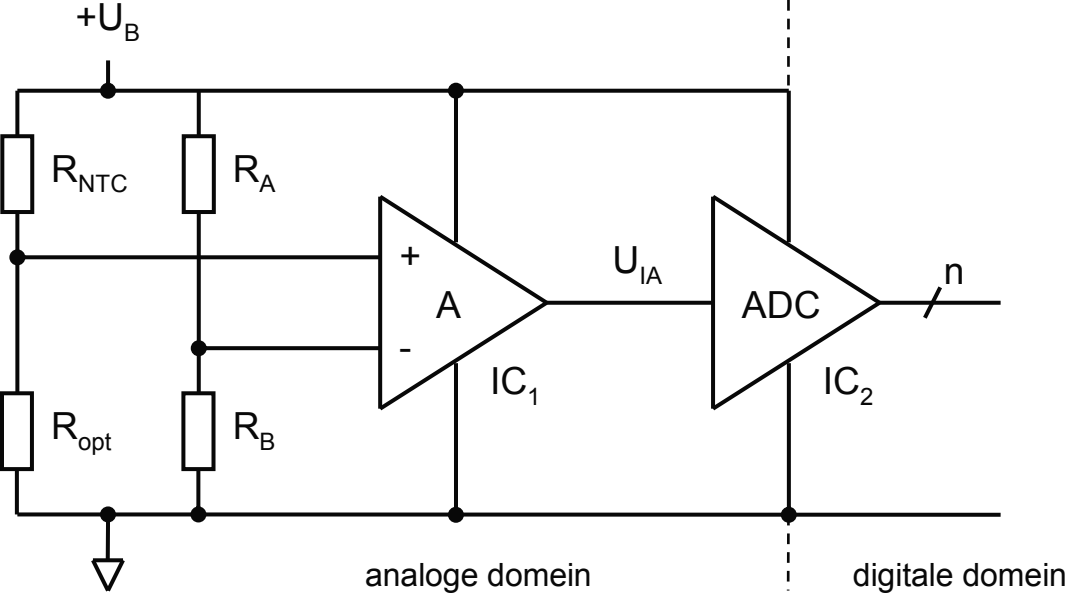 +U_B
R_NTC
R_A
+
U_IA
n
A
ADC
-
IC_1
IC_2
R_opt
R_B
analoge domein
digitale domein